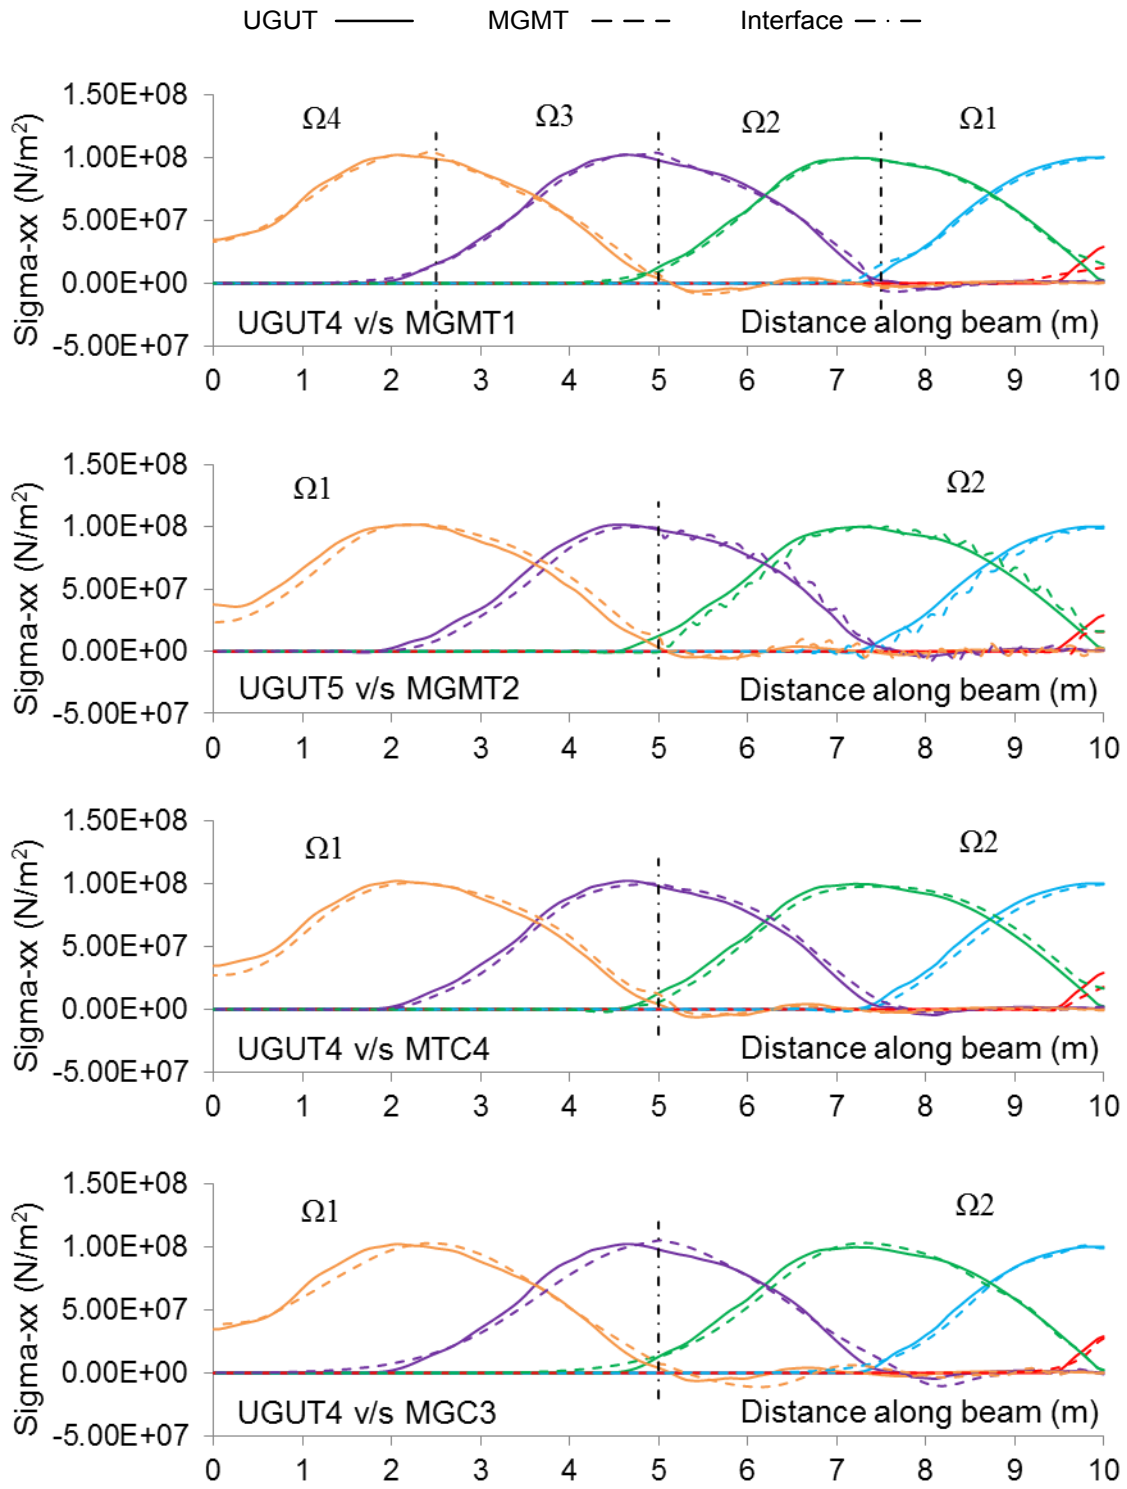 UGUT MGMT Interface
Sigma-xx (N/m²)
1.50E+08
1.00E+08
5.00E+07
0.00E+00
-5.00E+07
Ω4 Ω3 Ω2 Ω1
UGUT4 v/s MGMT1 Distance along beam (m)
0 1 2 3 4 5 6 7 8 9 10
Sigma-xx (N/m²)
1.50E+08
1.00E+08
5.00E+07
0.00E+00
-5.00E+07
Ω1 Ω2
UGUT5 v/s MGMT2 Distance along beam (m)
0 1 2 3 4 5 6 7 8 9 10
Sigma-xx (N/m²)
1.50E+08
1.00E+08
5.00E+07
0.00E+00
-5.00E+07
Ω1 Ω2
UGUT4 v/s MTC4 Distance along beam (m)
0 1 2 3 4 5 6 7 8 9 10
Sigma-xx (N/m²)
1.50E+08
1.00E+08
5.00E+07
0.00E+00
-5.00E+07
Ω1 Ω2
UGUT4 v/s MGC3 Distance along beam (m)
0 1 2 3 4 5 6 7 8 9 10